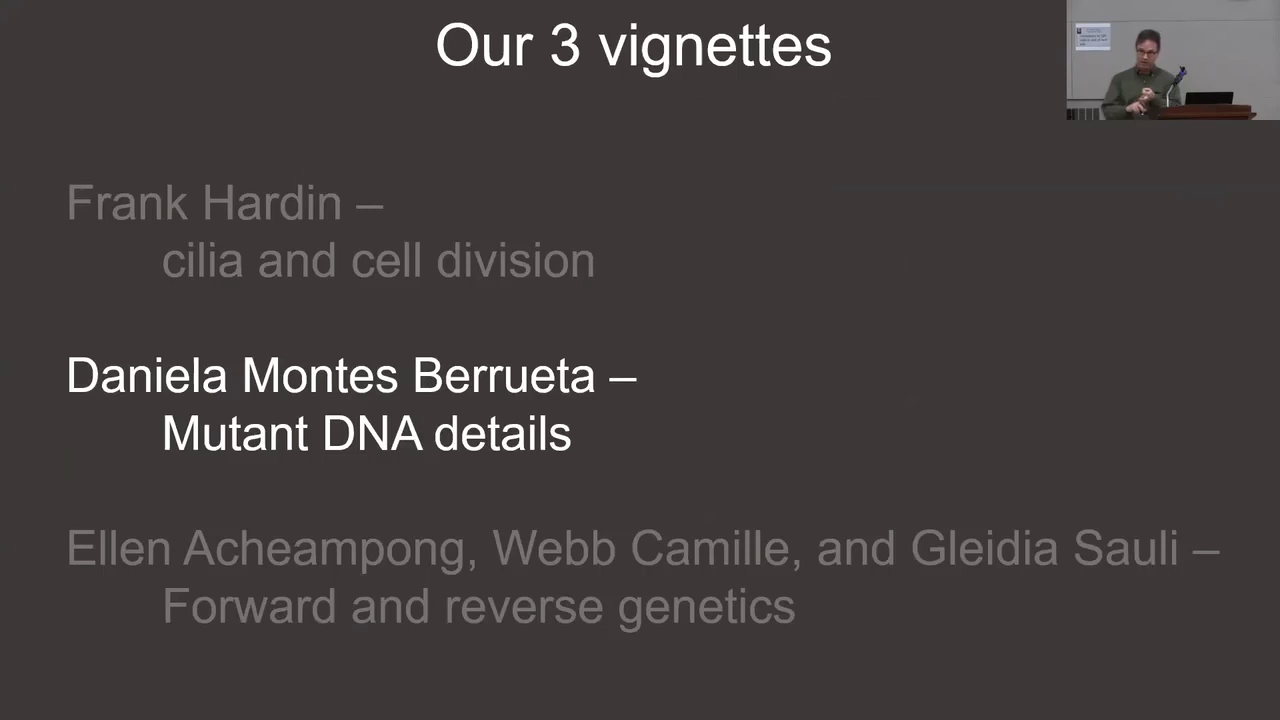 Our 3 vignettes
Frank Hardin –
cilia and cell division
Daniela Montes Berrueta –
Mutant DNA details
Ellen Acheampong, Webb Camille, and Gleidia Sauli –
Forward and reverse genetics